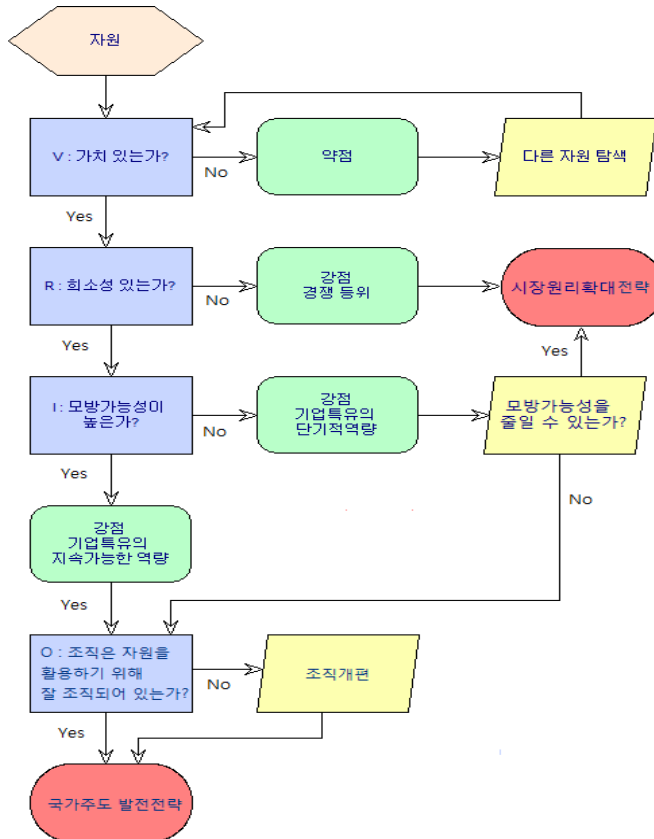 자원
V : 가치 있는가?
No
약점
다른 자원 탐색
Yes
R : 희소성 있는가?
No
강점
경쟁 등위
시장원리확대전략
Yes
Yes
I : 모방가능성이
높은가?
No
강점
기업특유의
단기적역량
모방가능성을
줄일 수 있는가?
Yes
No
강점
기업특유의
지속가능한 역량
Yes
O : 조직은 자원을
활용하기 위해
잘 조직되어 있는가?
No
조직개편
Yes
국가주도 발전전략